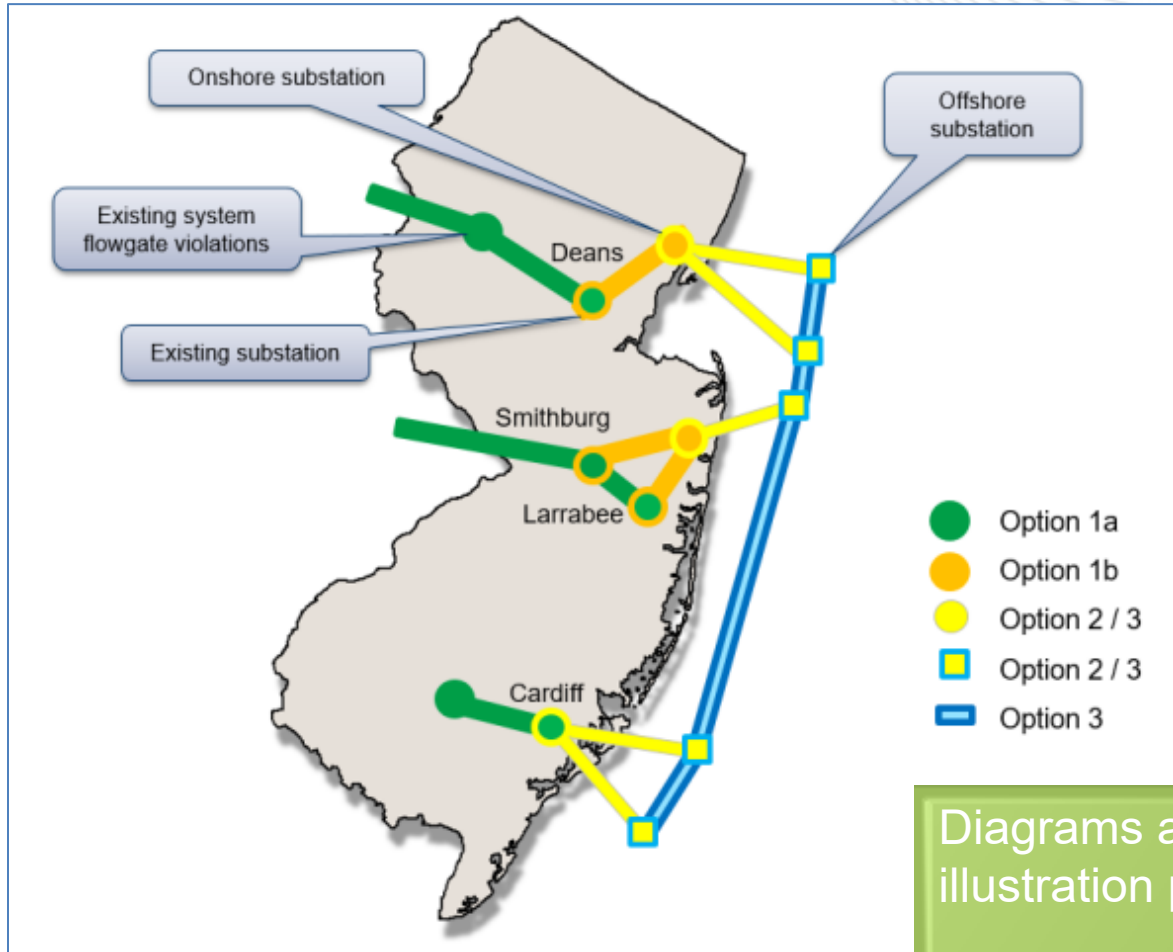 Onshore substation
Offshore
substation
Existing system
flowgate violations
Deans
Existing substation
Smithburg
Larrabee
Option 1a
Option 1b
Option 2 / 3
Option 2 / 3
Option 3
Cardiff
Diagrams a
illustration p